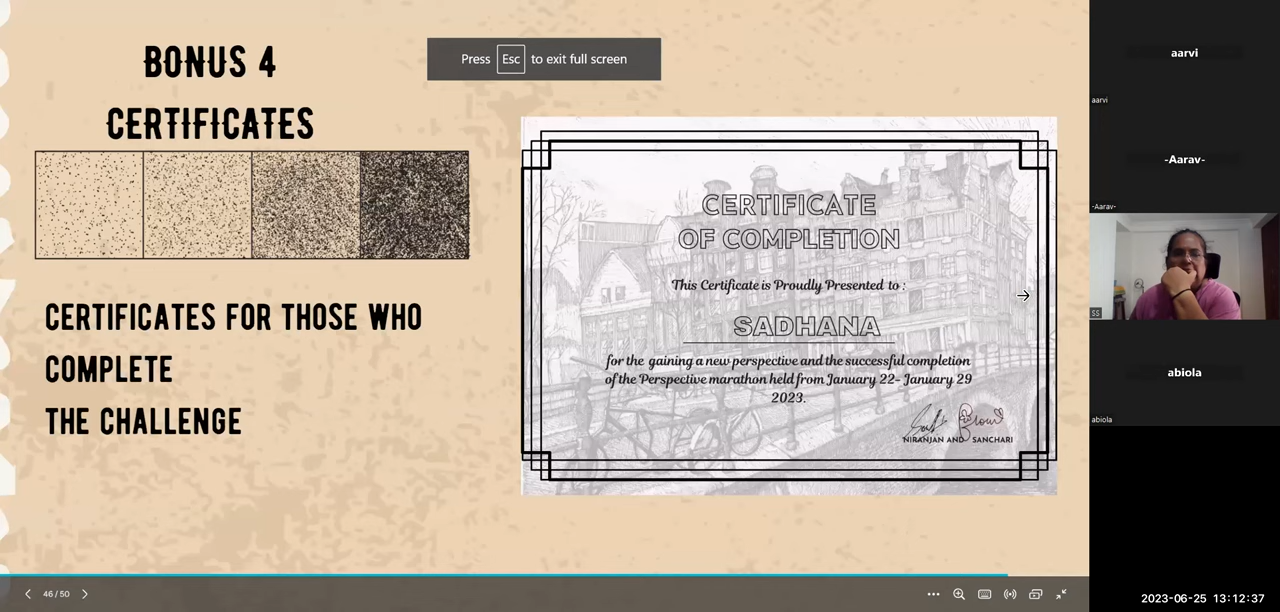 BONUS 4
CERTIFICATES
Press Esc to exit full screen
CERTIFICATES FOR THOSE WHO
COMPLETE
THE CHALLENGE
CERTIFICATE
OF COMPLETION
This Certificate is Proudly Presented to :
SADHANA
for the gaining a new perspective and the successful completion
of the Perspective marathon held from January 22- January 29
2023.
NIRANJAN AND SANCHARI
46 / 50
aarvi
aarvi
-Aarav-
-Aarav-
SS
abiola
abiola
2023-06-25 13:12:37